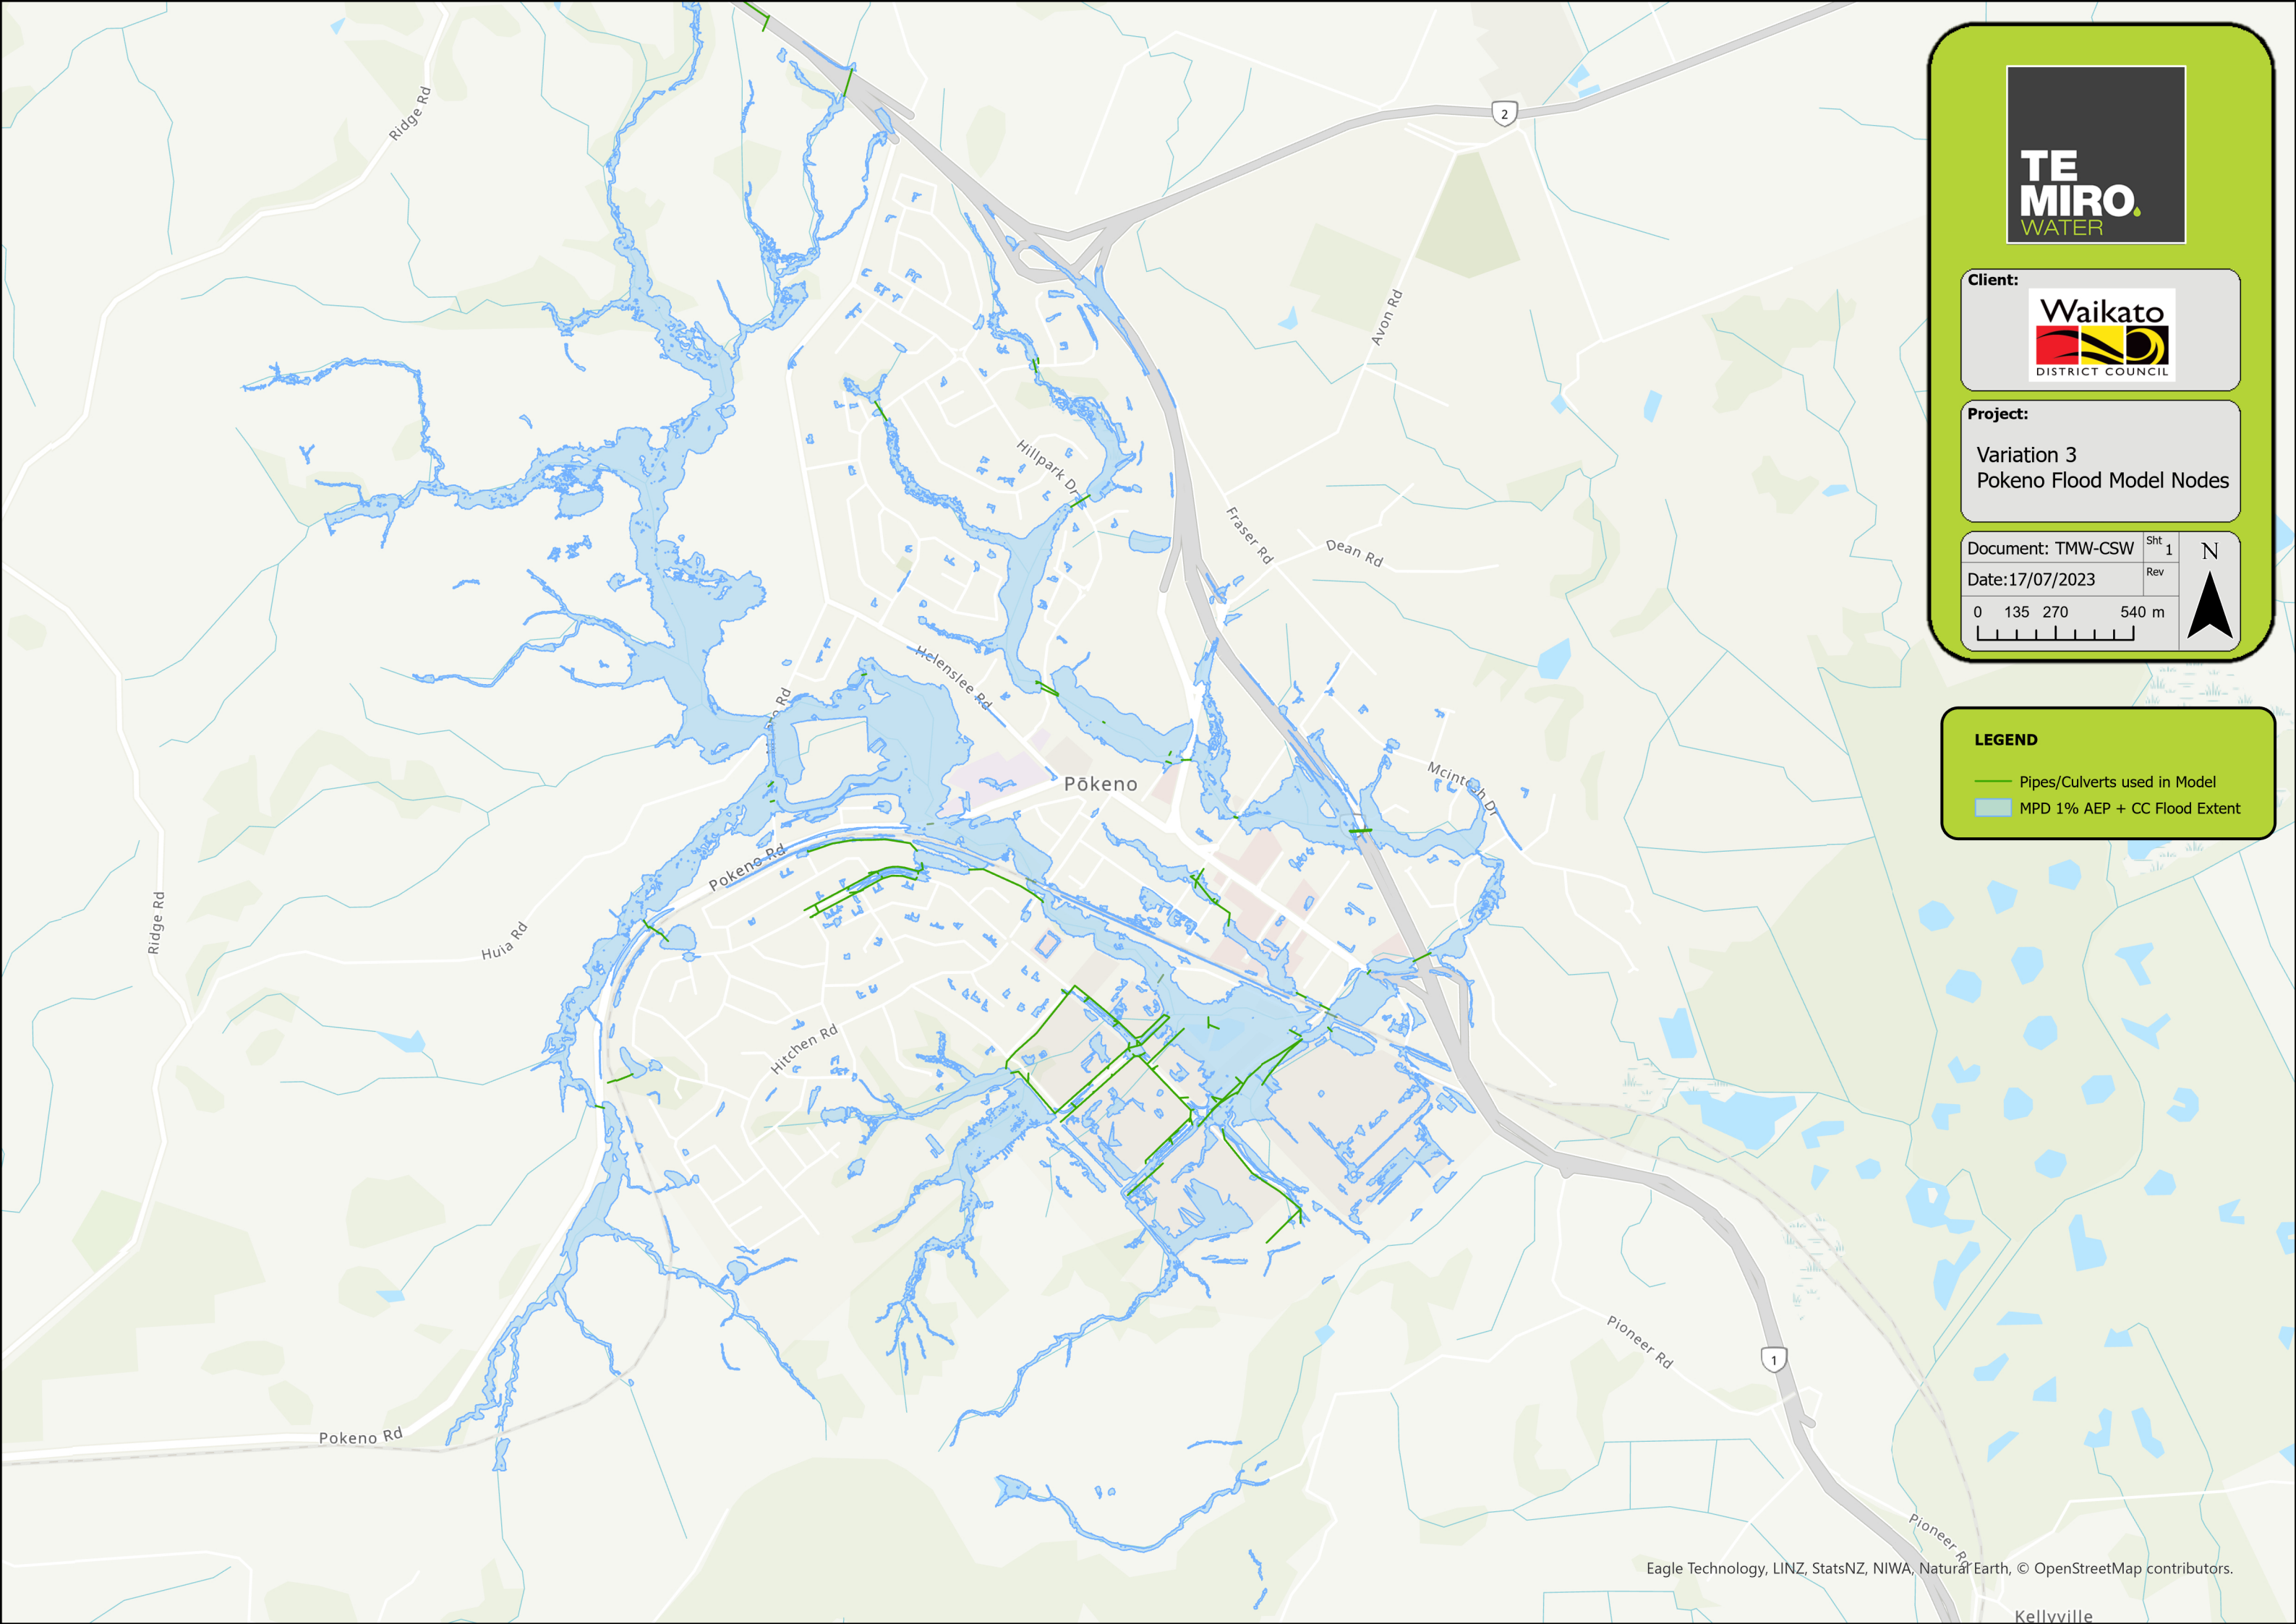 Ridge Rd
2
Avon Rd
Hillpark Dr
Fraser Rd
Dean Rd
Helenslee Rd
Rd
Pōkeno
McIntosh Dr
Pokeno Rd
Huia Rd
Ridge Rd
Hitchen Rd
Pioneer Rd
1
Pokeno Rd
Pioneer Rd
Kellyville
TE
MIRO.
WATER
Client:
Waikato
DISTRICT COUNCIL
Project:
Variation 3
Pokeno Flood Model Nodes
Document: TMW-CSW
Sht 1
Date:17/07/2023
Rev
N
0 135 270 540 m
LEGEND
Pipes/Culverts used in Model
MPD 1% AEP + CC Flood Extent
Eagle Technology, LINZ, StatsNZ, NIWA, Natural Earth, © OpenStreetMap contributors.